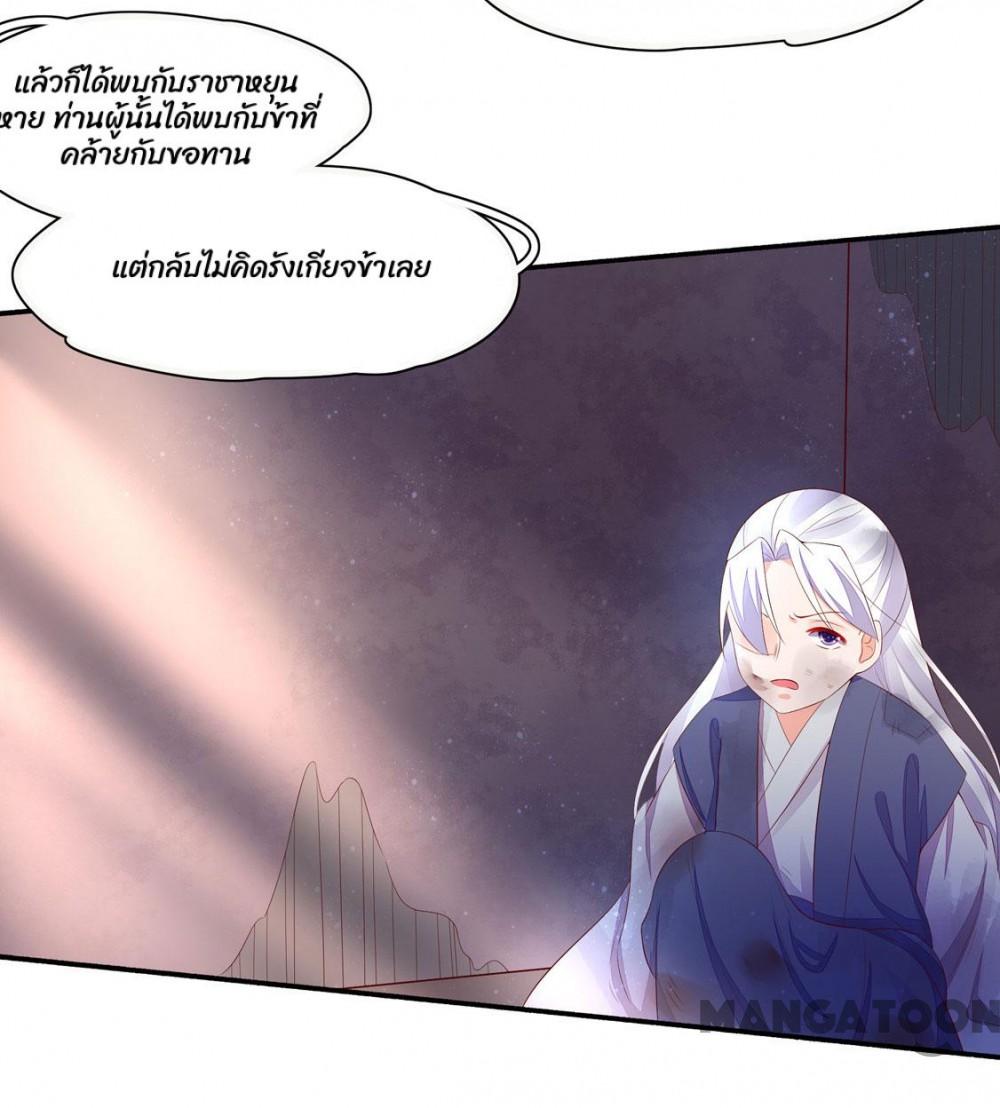 แล้วก็ได้พบกับราชาหยุน
หาย ท่านผู้นั้นได้พบกับข้าที่
คล้ายกับขอทาน
แต่กลับไม่คิดรังเกียจข้าเลย
MANGATOON